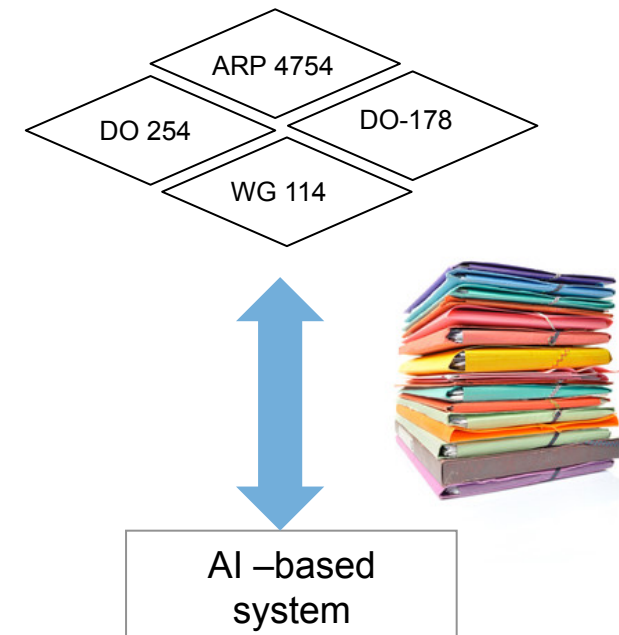 ARP 4754
DO 254
DO-178
WG 114
AI –based
system